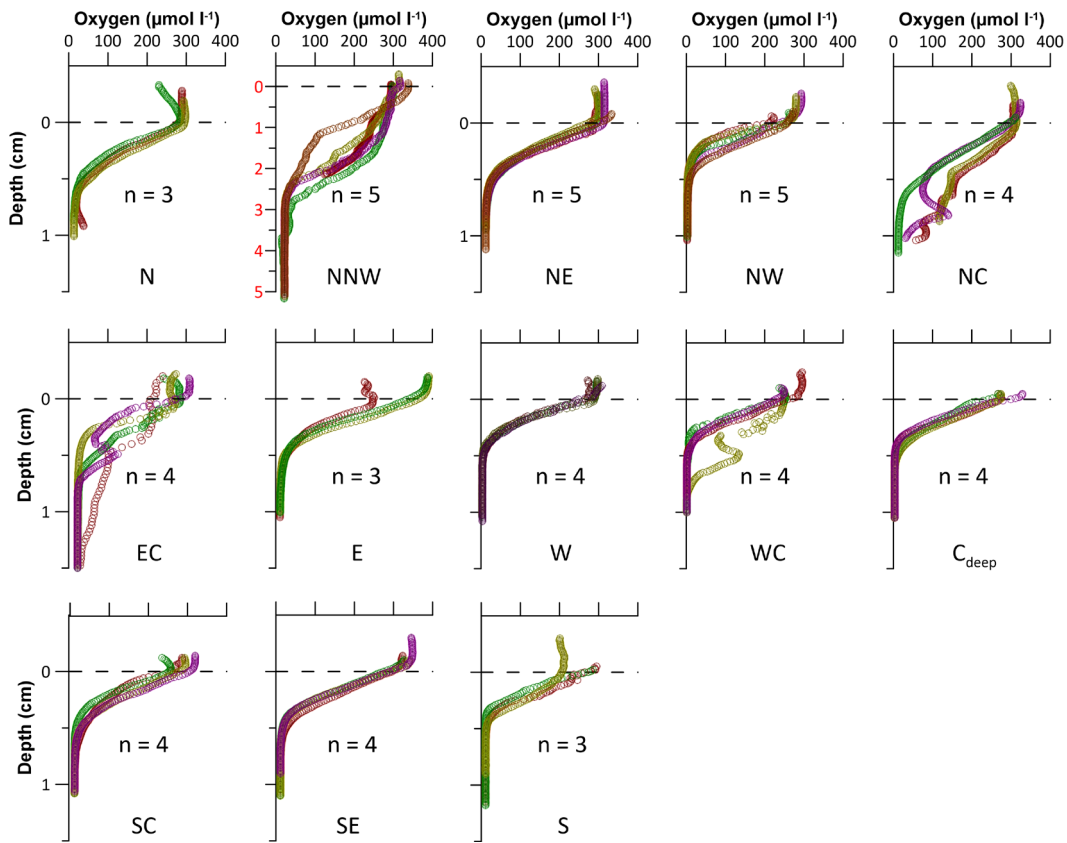 Oxygen (µmol l⁻¹) Oxygen (µmol l⁻¹) Oxygen (µmol l⁻¹) Oxygen (µmol l⁻¹) Oxygen (µmol l⁻¹)
0 100 200 300 400 0 100 200 300 400 0 100 200 300 400 0 100 200 300 400 0 100 200 300 400
Depth (cm)
0
1
n = 3
N
0
1
2
3
4
5
n = 5
NNW
0
1
n = 5
NE
n = 5
NW
n = 4
NC
Depth (cm)
0
1
n = 4
EC
n = 3
E
n = 4
W
n = 4
WC
n = 4
C_deep
Depth (cm)
0
1
n = 4
SC
n = 4
SE
n = 3
S